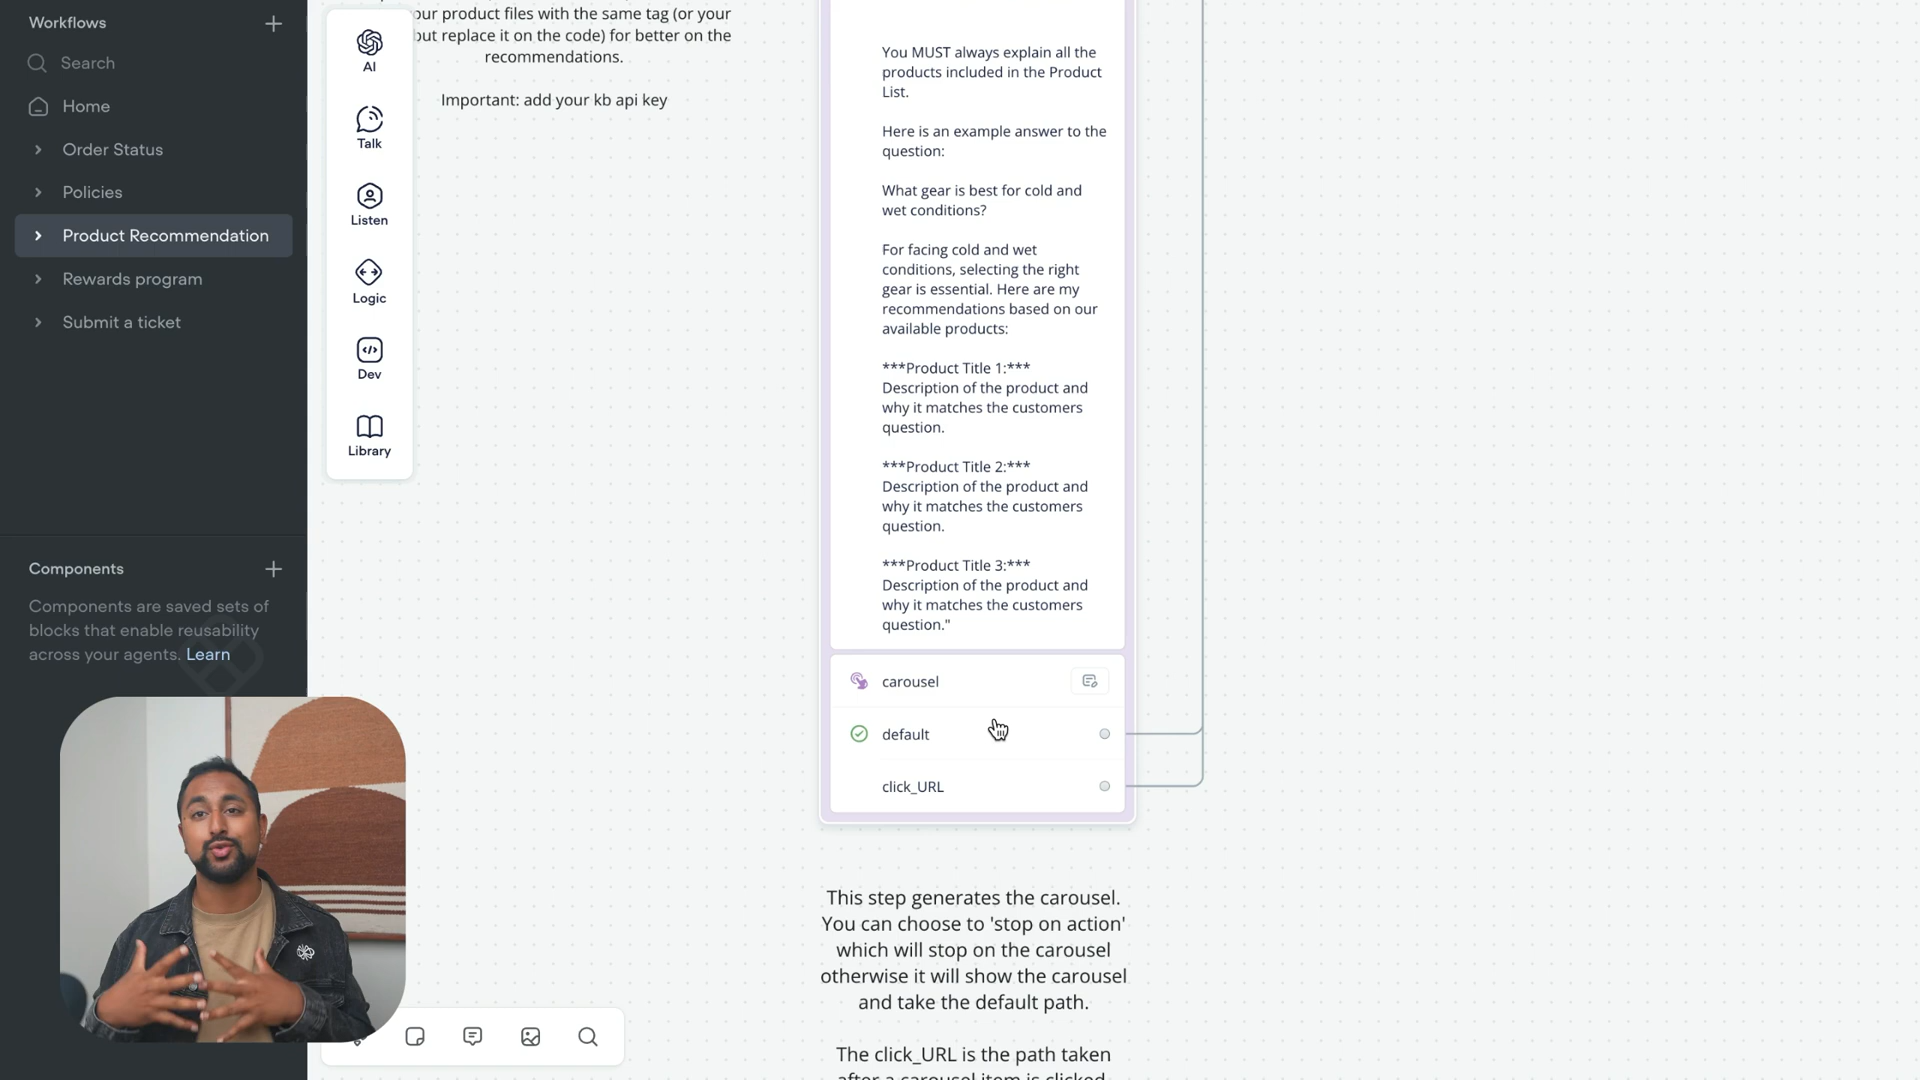 Workflows
Search
Home
Order Status
Policies
Product Recommendation
Rewards program
Submit a ticket
Components
Components are saved sets of
blocks that enable reusability
across your agents. Learn
AI
Talk
Listen
Logic
Dev
Library
our product files with the same tag (or your
but replace it on the code) for better on the
recommendations.
Important: add your kb api key
You MUST always explain all the
products included in the Product
List.
Here is an example answer to the
question:
What gear is best for cold and
wet conditions?
For facing cold and wet
conditions, selecting the right
gear is essential. Here are my
recommendations based on our
available products:
***Product Title 1:***
Description of the product and
why it matches the customers
question.
***Product Title 2:***
Description of the product and
why it matches the customers
question.
***Product Title 3:***
Description of the product and
why it matches the customers
question."
carousel
default
click_URL
This step generates the carousel.
You can choose to 'stop on action'
which will stop on the carousel
otherwise it will show the carousel
and take the default path.
The click_URL is the path taken
after a carousel item is clicked